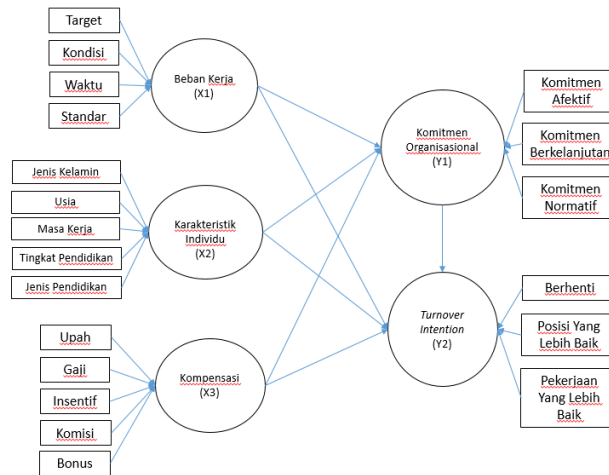 Target
Kondisi
Waktu
Standar
Beban Kerja
(X1)
Jenis Kelamin
Usia
Masa Kerja
Tingkat Pendidikan
Jenis Pendidikan
Karakteristik
Individu
(X2)
Upah
Gaji
Insentif
Komisi
Bonus
Kompensasi
(X3)
Komitmen
Organisasional
(Y1)
Komitmen
Afektif
Komitmen
Berkelanjutan
Komitmen
Normatif
Turnover
Intention
(Y2)
Berhenti
Posisi Yang
Lebih Baik
Pekerjaan
Yang Lebih
Baik